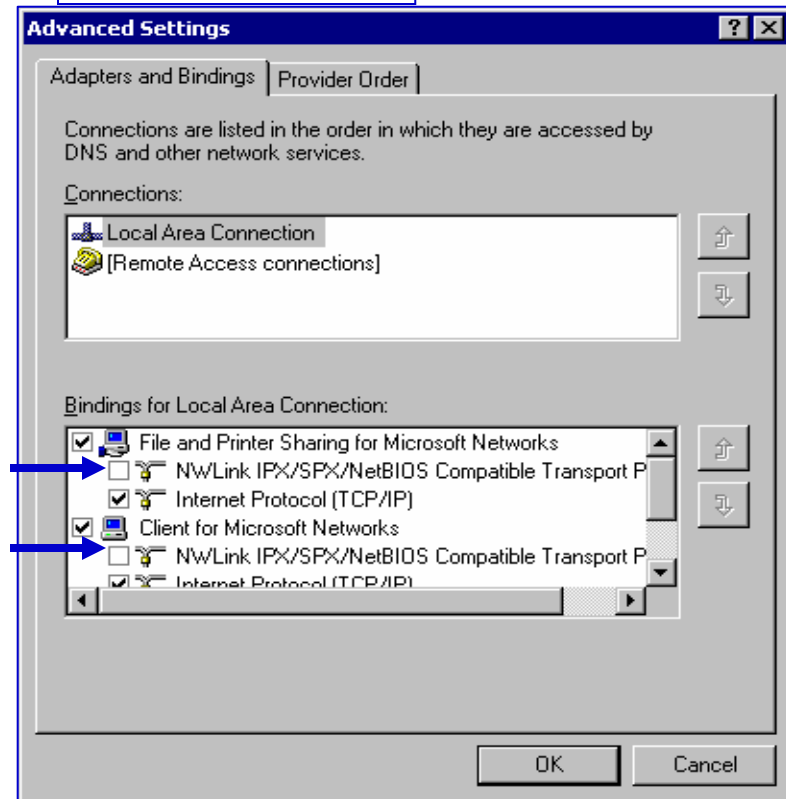 Advanced Settings
Adapters and Bindings
Provider Order
Connections are listed in the order in which they are accessed by
DNS and other network services.
Connections:
Local Area Connection
[Remote Access connections]
Bindings for Local Area Connection:
File and Printer Sharing for Microsoft Networks
NWLink IPX/SPX/NetBIOS Compatible Transport P
Internet Protocol (TCP/IP)
Client for Microsoft Networks
NWLink IPX/SPX/NetBIOS Compatible Transport P
Internet Protocol (TCP/IP)
OK
Cancel